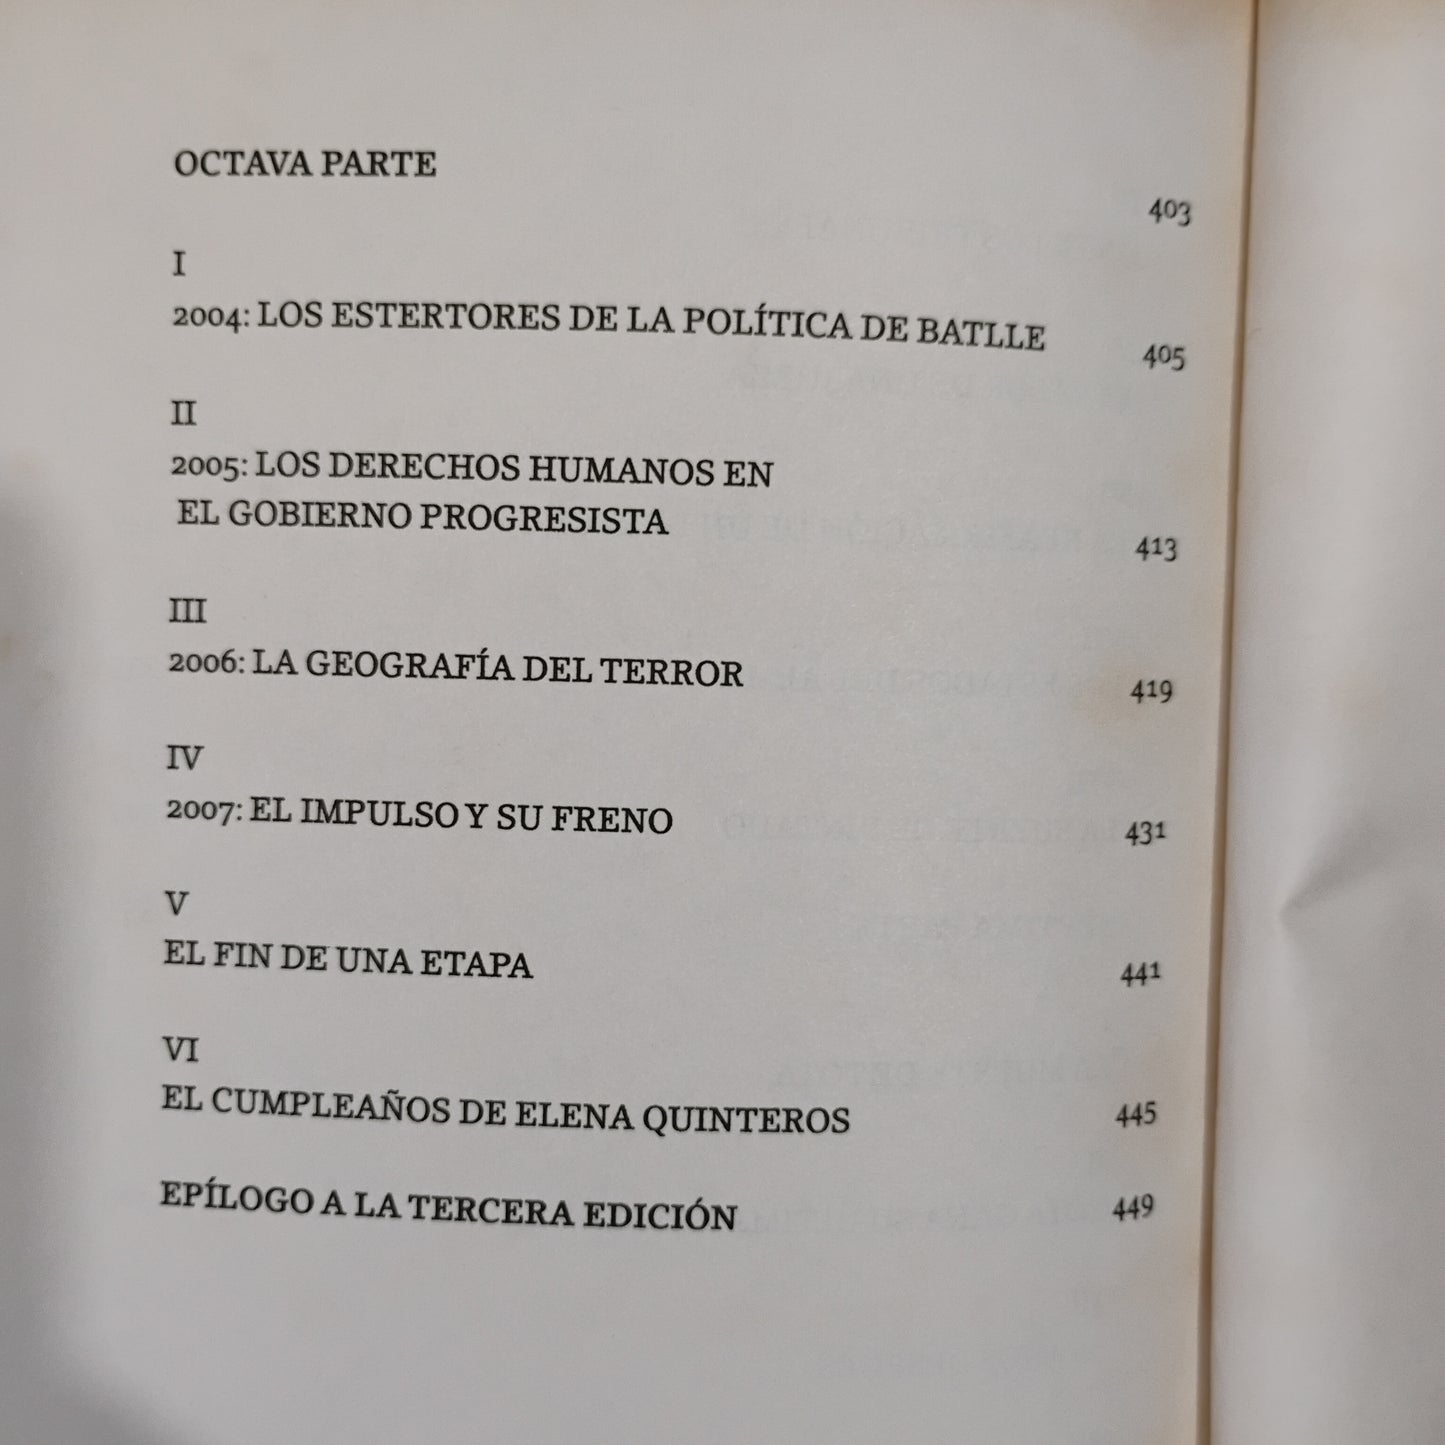 OCTAVA PARTE
403
I
2004: LOS ESTERTORES DE LA POLÍTICA DE BATLLE
405
II
2005: LOS DERECHOS HUMANOS EN
EL GOBIERNO PROGRESISTA
413
III
2006: LA GEOGRAFÍA DEL TERROR
419
IV
2007: EL IMPULSO Y SU FRENO
431
V
EL FIN DE UNA ETAPA
441
VI
EL CUMPLEAÑOS DE ELENA QUINTEROS
445
EPÍLOGO A LA TERCERA EDICIÓN
449